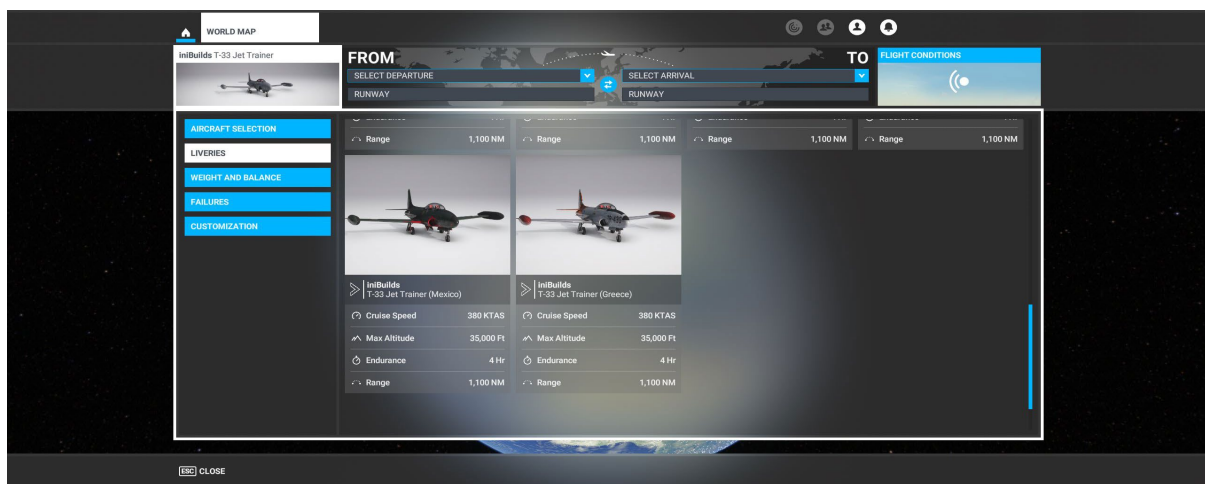 WORLD MAP
iniBuilds T-33 Jet Trainer
FROM
TO
SELECT DEPARTURE
SELECT ARRIVAL
RUNWAY
RUNWAY
FLIGHT CONDITIONS
AIRCRAFT SELECTION
LIVERIES
WEIGHT AND BALANCE
FAILURES
CUSTOMIZATION
Range 1,100 NM
Range 1,100 NM
Range 1,100 NM
Range 1,100 NM
iniBuilds
T-33 Jet Trainer (Mexico)
Cruise Speed 380 KTAS
Max Altitude 35,000 Ft
Endurance 4 Hr
Range 1,100 NM
iniBuilds
T-33 Jet Trainer (Greece)
Cruise Speed 380 KTAS
Max Altitude 35,000 Ft
Endurance 4 Hr
Range 1,100 NM
ESC CLOSE